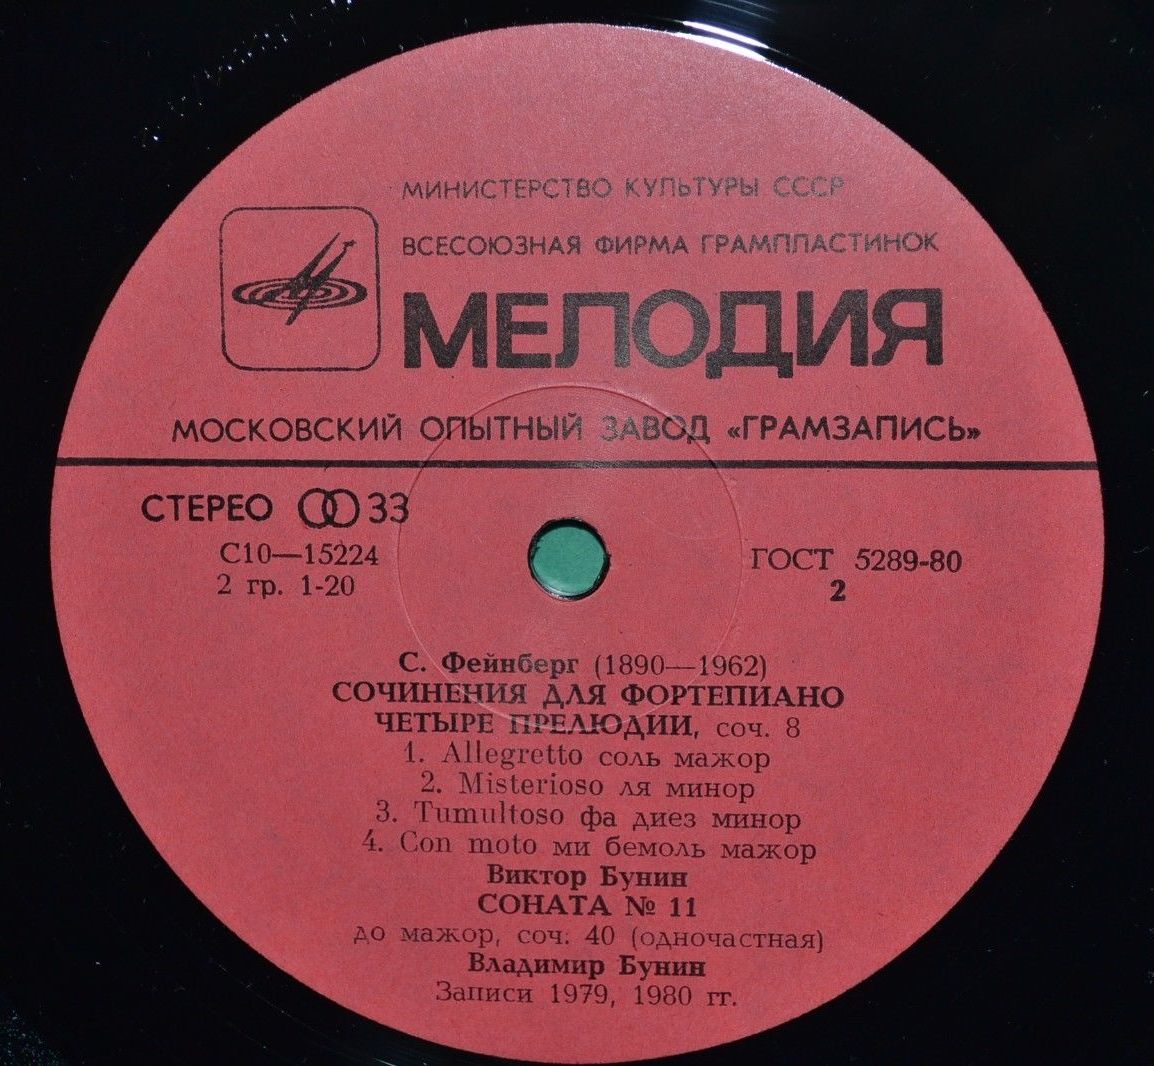 МИНИСТЕРСТВО КУЛЬТУРЫ СССР
ВСЕСОЮЗНАЯ ФИРМА ГРАМПЛАСТИНОК
МЕЛОДИЯ
МОСКОВСКИЙ ОПЫТНЫЙ ЗАВОД «ГРАМЗАПИСЬ»
СТЕРЕО 33
С10—15224
2 гр. 1-20
ГОСТ 5289-80
2
С. Фейнберг (1890—1962)
СОЧИНЕНИЯ ДЛЯ ФОРТЕПИАНО
ЧЕТЫРЕ ПРЕЛЮДИИ, соч. 8
1. Allegretto соль мажор
2. Misterioso ля минор
3. Tumultoso фа диез минор
4. Con moto ми бемоль мажор
Виктор Бунин
СОНАТА № 11
до мажор, соч. 40 (одночастная)
Владимир Бунин
Записи 1979, 1980 гг.